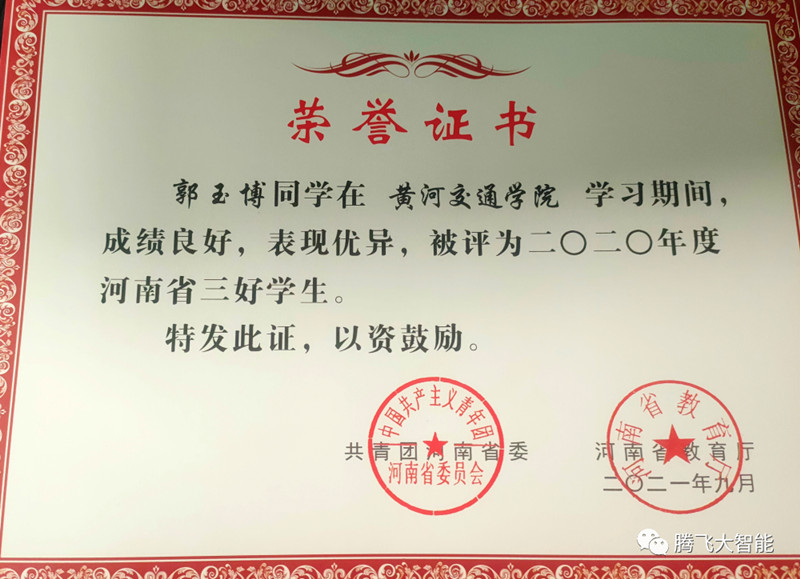 荣誉证书
郭玉博同学在 黄河交通学院 学习期间，
成绩良好，表现优异，被评为二〇二〇年度
河南省三好学生。
特发此证，以资鼓励。
共青团河南省委
河南省教育厅
二〇二一年九月
中国共产主义青年团
河南省委员会
河南省教育厅
腾飞大智能